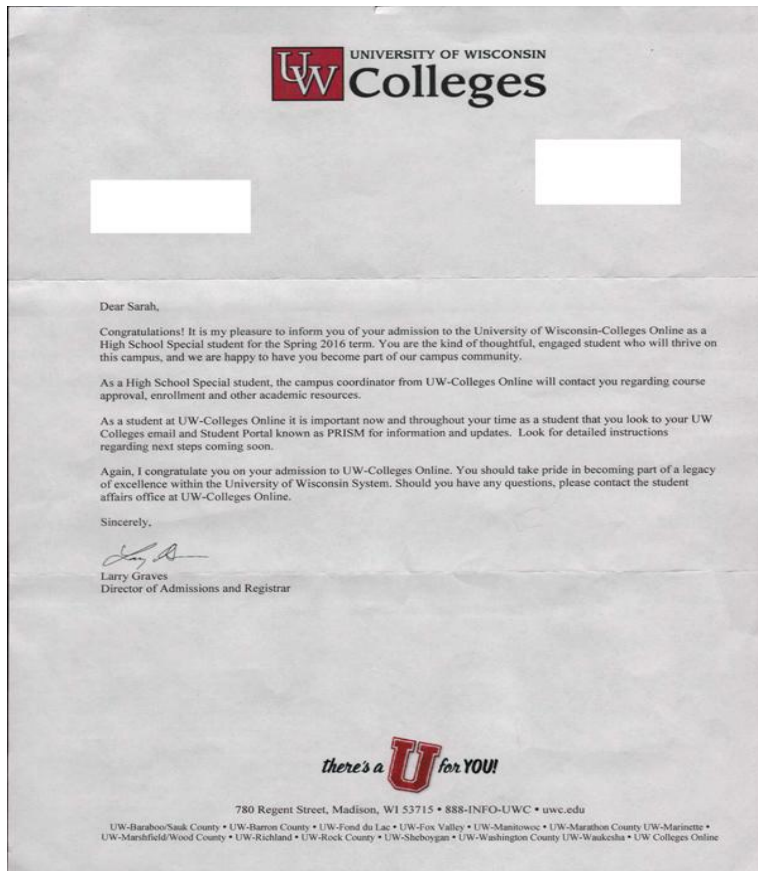 UW UNIVERSITY OF WISCONSIN
Colleges
Dear Sarah,
Congratulations! It is my pleasure to inform you of your admission to the University of Wisconsin-Colleges Online as a
High School Special student for the Spring 2016 term. You are the kind of thoughtful, engaged student who will thrive on
this campus, and we are happy to have you become part of our campus community.
As a High School Special student, the campus coordinator from UW-Colleges Online will contact you regarding course
approval, enrollment and other academic resources.
As a student at UW-Colleges Online it is important now and throughout your time as a student that you look to your UW
Colleges email and Student Portal known as PRISM for information and updates. Look for detailed instructions
regarding next steps coming soon.
Again, I congratulate you on your admission to UW-Colleges Online. You should take pride in becoming part of a legacy
of excellence within the University of Wisconsin System. Should you have any questions, please contact the student
affairs office at UW-Colleges Online.
Sincerely,
Larry Graves
Director of Admissions and Registrar
there's a U for YOU!
780 Regent Street, Madison, WI 53715 • 888-INFO-UWC • uwc.edu
UW-Baraboo/Sauk County • UW-Barron County • UW-Fond du Lac • UW-Fox Valley • UW-Manitowoc • UW-Marathon County UW-Marinette •
UW-Marshfield/Wood County • UW-Richland • UW-Rock County • UW-Sheboygan • UW-Washington County UW-Waukesha • UW Colleges Online